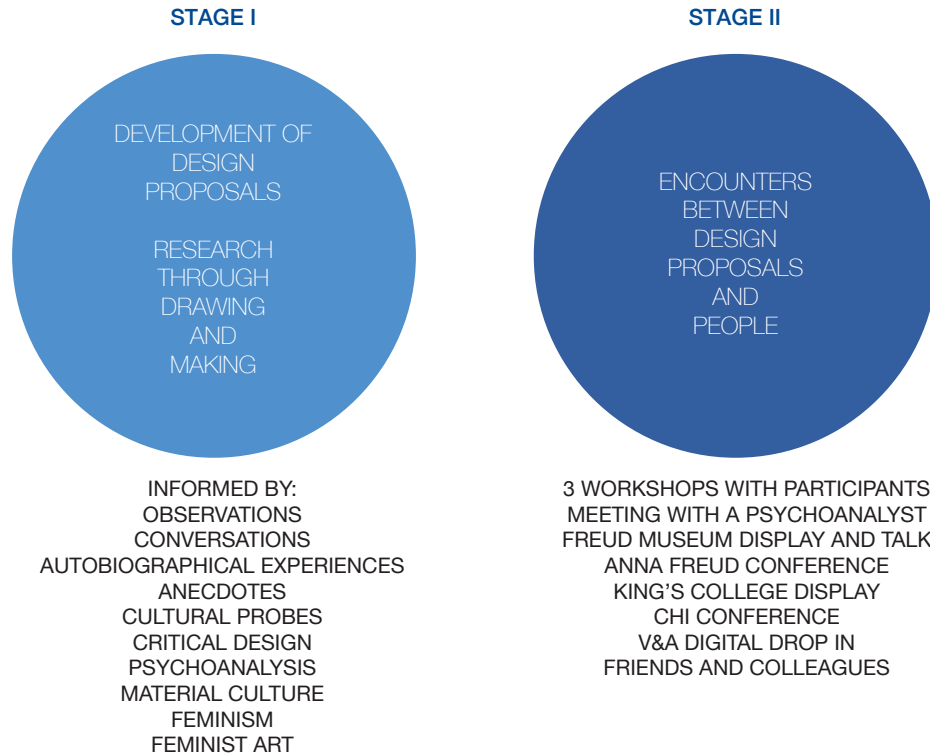 STAGE I
DEVELOPMENT OF
DESIGN
PROPOSALS
RESEARCH
THROUGH
DRAWING
AND
MAKING
INFORMED BY:
OBSERVATIONS
CONVERSATIONS
AUTOBIOGRAPHICAL EXPERIENCES
ANECDOTES
CULTURAL PROBES
CRITICAL DESIGN
PSYCHOANALYSIS
MATERIAL CULTURE
FEMINISM
FEMINIST ART
STAGE II
ENCOUNTERS
BETWEEN
DESIGN
PROPOSALS
AND
PEOPLE
3 WORKSHOPS WITH PARTICIPANTS
MEETING WITH A PSYCHOANALYST
FREUD MUSEUM DISPLAY AND TALK
ANNA FREUD CONFERENCE
KING'S COLLEGE DISPLAY
CHI CONFERENCE
V&A DIGITAL DROP IN
FRIENDS AND COLLEAGUES